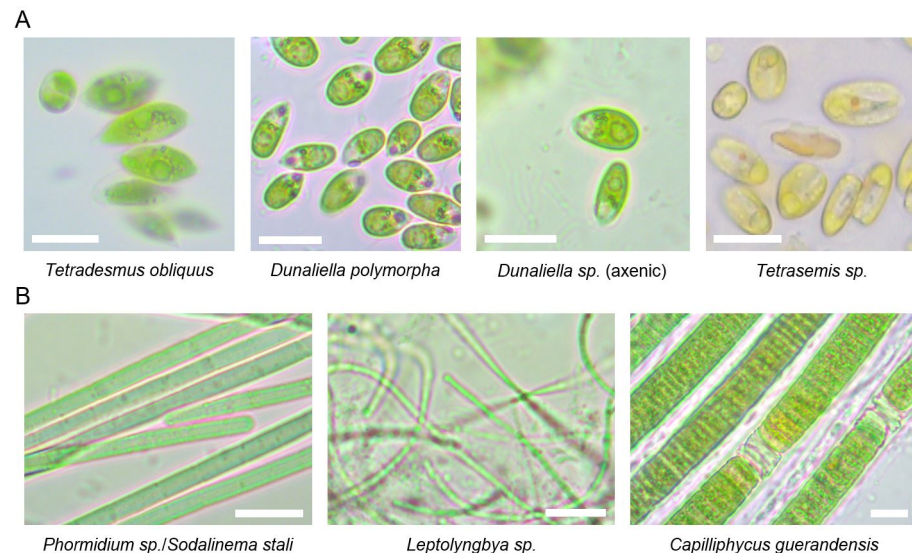 A
Tetradesmus obliquus
Dunaliella polymorpha
Dunaliella sp. (axenic)
Tetrasemis sp.
B
Phormidium sp./Sodalinema stali
Leptolyngbya sp.
Capilliphycus guerandensis